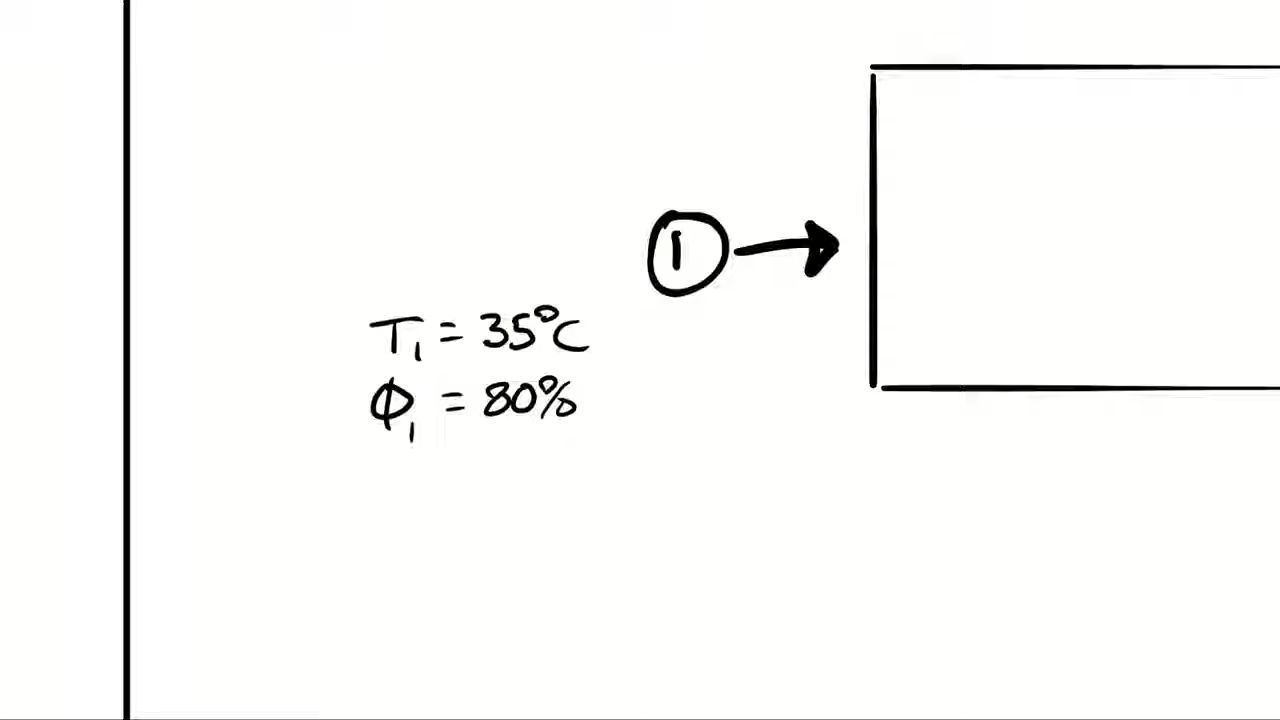 ①
T₁ = 35°C
ϕ₁ = 80%